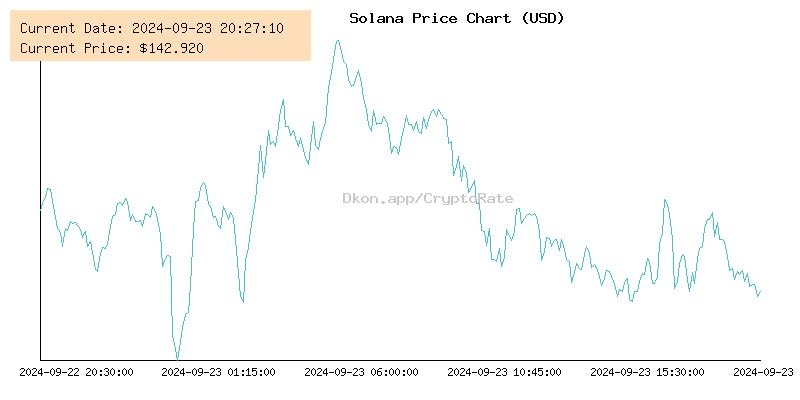 Solana Price Chart (USD)
Current Date: 2024-09-23 20:27:10
Current Price: $142.920
Dkon.app/CryptoRate
2024-09-22 20:30:00 2024-09-23 01:15:00 2024-09-23 06:00:00 2024-09-23 10:45:00 2024-09-23 15:30:00 2024-09-23